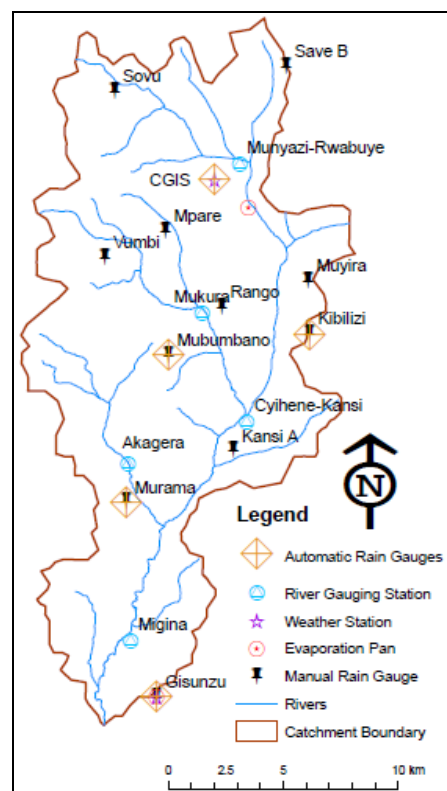 Save B
Sovu
Munyazi-Rwabuye
CGIS
Mpare
Vumbi
Muyira
Rango
Mukura
Kibilizi
Mubumbano
Cyihene-Kansi
Kansi A
Akagera
Murama
N
Legend
Automatic Rain Gauges
River Gauging Station
Weather Station
Evaporation Pan
Manual Rain Gauge
Rivers
Catchment Boundary
Migina
Gisunzu
0 2.5 5 10 km